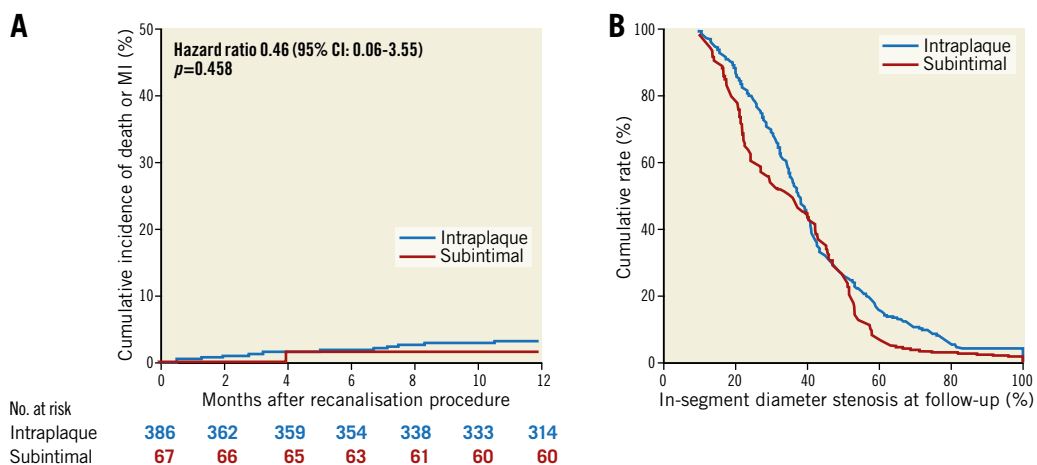 A
Cumulative incidence of death or MI (%)
50
40
30
20
10
0
Hazard ratio 0.46 (95% CI: 0.06-3.55)
p=0.458
Intraplaque
Subintimal
0 2 4 6 8 10 12
Months after recanalisation procedure
No. at risk
Intraplaque 386 362 359 354 338 333 314
Subintimal 67 66 65 63 61 60 60
B
Cumulative rate (%)
100
80
60
40
20
0
Intraplaque
Subintimal
0 20 40 60 80 100
In-segment diameter stenosis at follow-up (%)